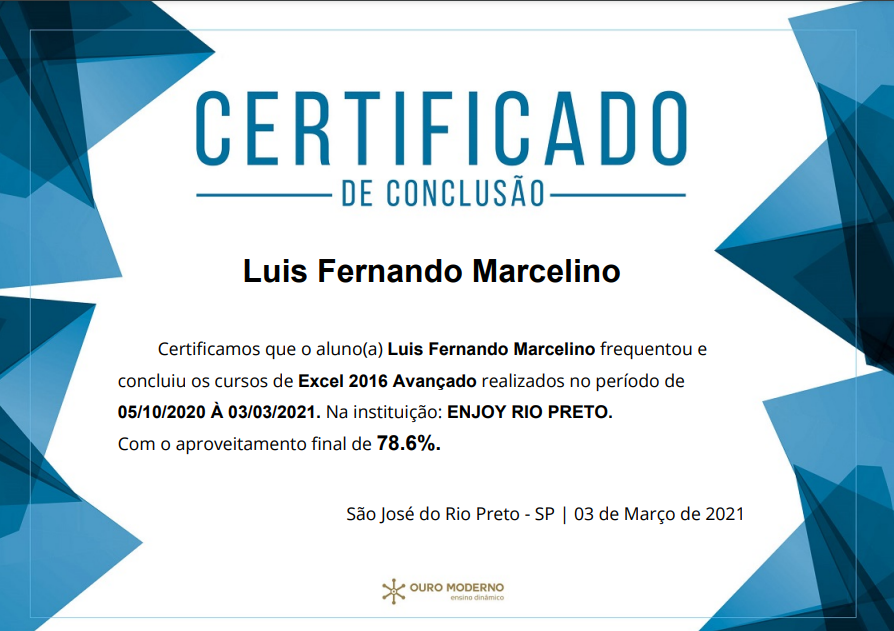 CERTIFICADO
DE CONCLUSÃO
Luis Fernando Marcelino
Certificamos que o aluno(a) Luis Fernando Marcelino frequentou e
concluiu os cursos de Excel 2016 Avançado realizados no período de
05/10/2020 À 03/03/2021. Na instituição: ENJOY RIO PRETO.
Com o aproveitamento final de 78.6%.
São José do Rio Preto - SP | 03 de Março de 2021
OURO MODERNO
ensino dinâmico